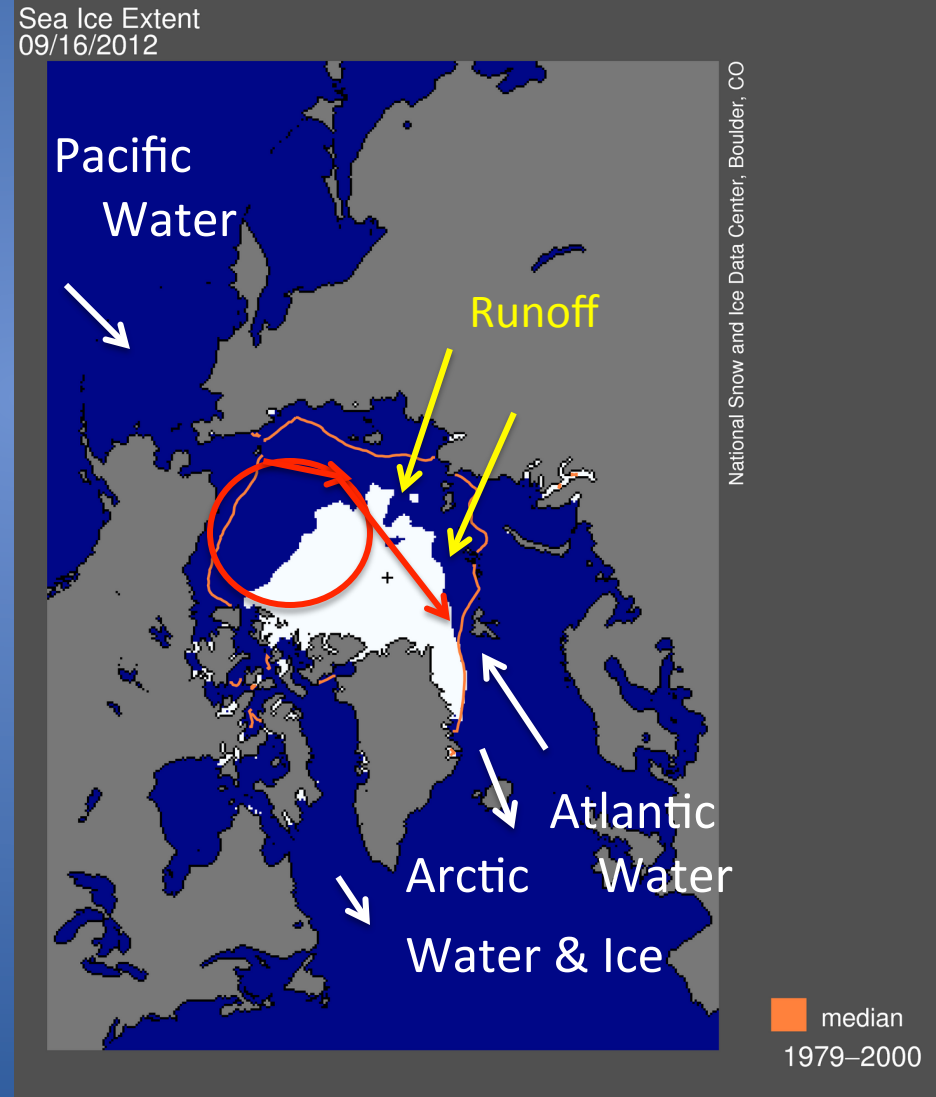 Sea Ice Extent
09/16/2012
National Snow and Ice Data Center, Boulder, CO
Pacific
Water
Runoff
Atlantic
Water
Arctic
Water & Ice
median
1979–2000